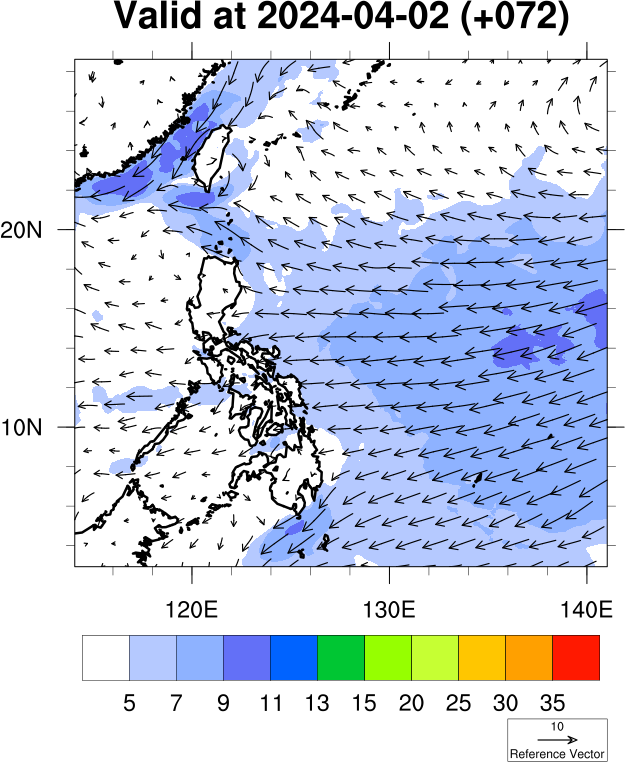 Valid at 2024-04-02 (+072)
20N
10N
120E 130E 140E
5 7 9 11 13 15 20 25 30 35
10
Reference Vector